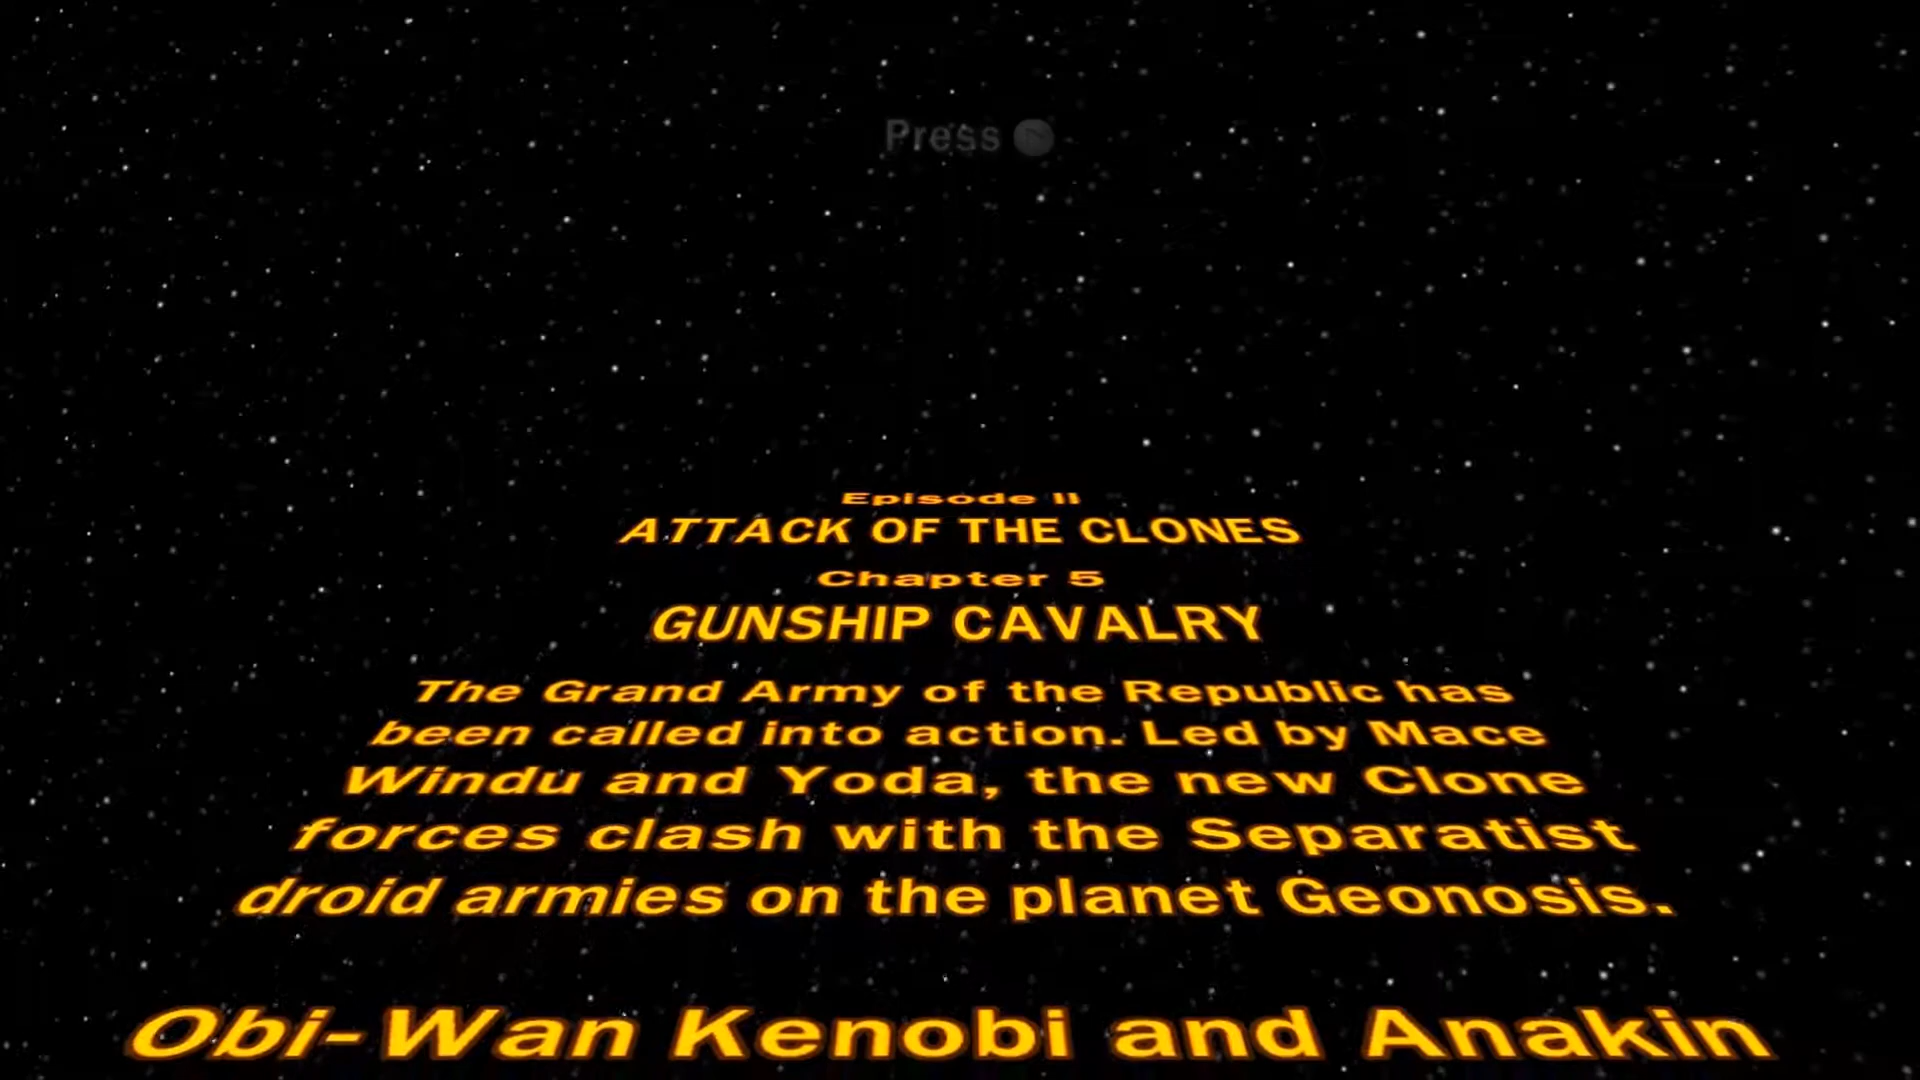 Press
Episode II
ATTACK OF THE CLONES
Chapter 5
GUNSHIP CAVALRY
The Grand Army of the Republic has
been called into action. Led by Mace
Windu and Yoda, the new Clone
forces clash with the Separatist
droid armies on the planet Geonosis.
Obi-Wan Kenobi and Anakin